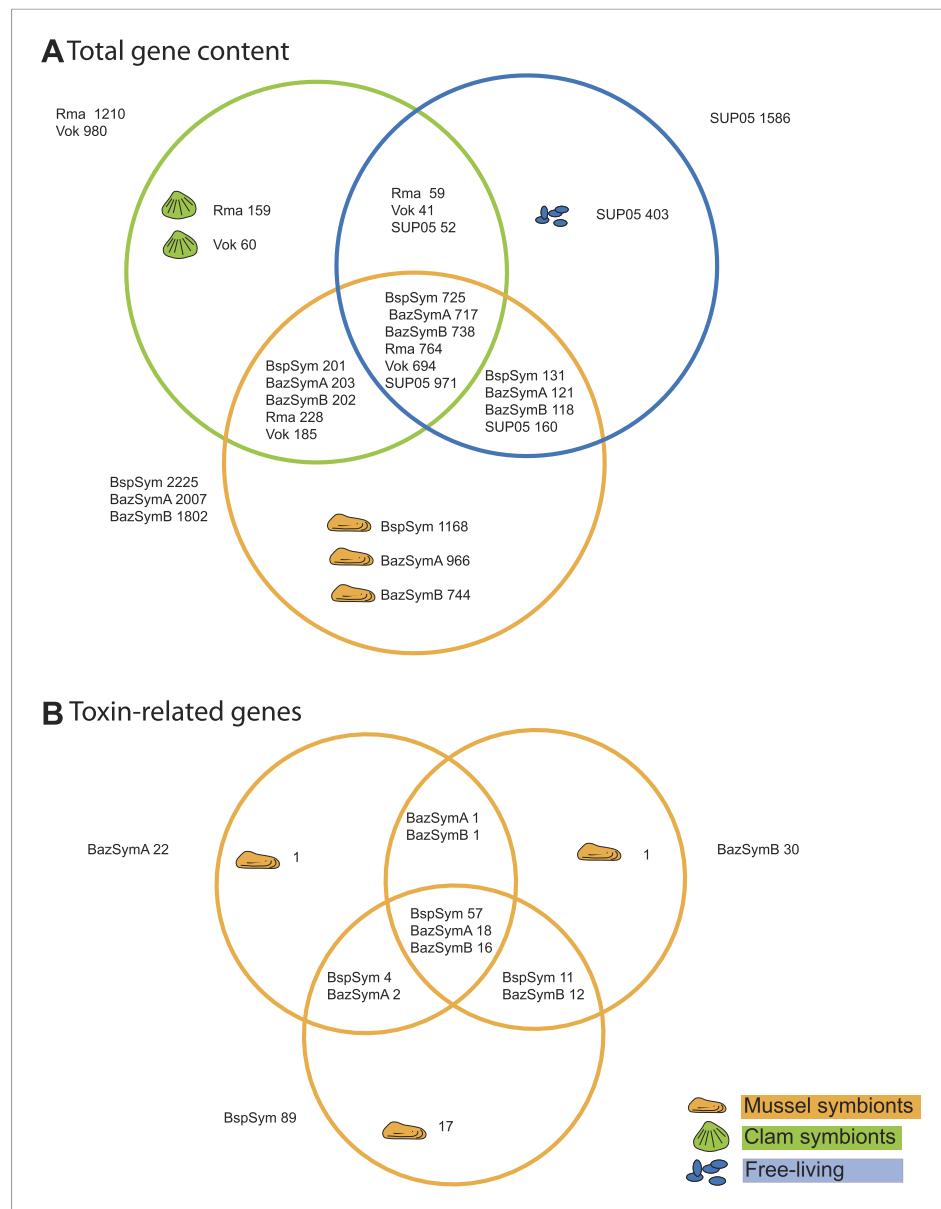 A Total gene content
Rma 1210
Vok 980
SUP05 1586
Rma 159
Vok 60
Rma 59
Vok 41
SUP05 52
SUP05 403
BspSym 725
BazSymA 717
BazSymB 738
Rma 764
Vok 694
SUP05 971
BspSym 201
BazSymA 203
BazSymB 202
Rma 228
Vok 185
BspSym 131
BazSymA 121
BazSymB 118
SUP05 160
BspSym 2225
BazSymA 2007
BazSymB 1802
BspSym 1168
BazSymA 966
BazSymB 744
B Toxin-related genes
BazSymA 22
1
BazSymA 1
BazSymB 1
1
BazSymB 30
BspSym 57
BazSymA 18
BazSymB 16
BspSym 4
BazSymA 2
BspSym 11
BazSymB 12
BspSym 89
17
Mussel symbionts
Clam symbionts
Free-living